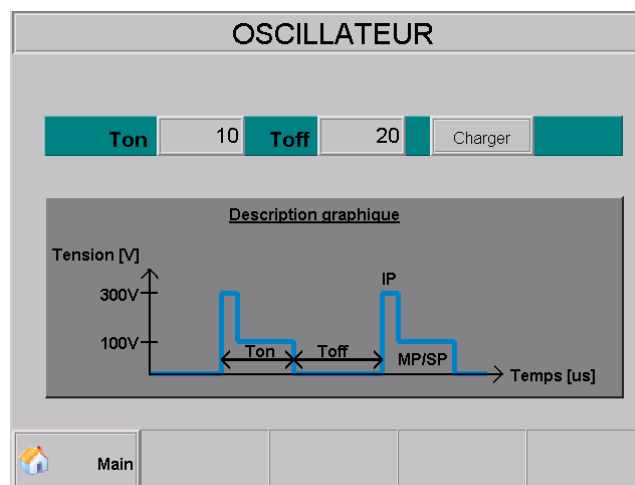 OSCILLATEUR
Ton 10 Toff 20 Charger
Description graphique
Tension [V]
IP
300V
100V
Ton Toff MP/SP
Temps [us]
Main